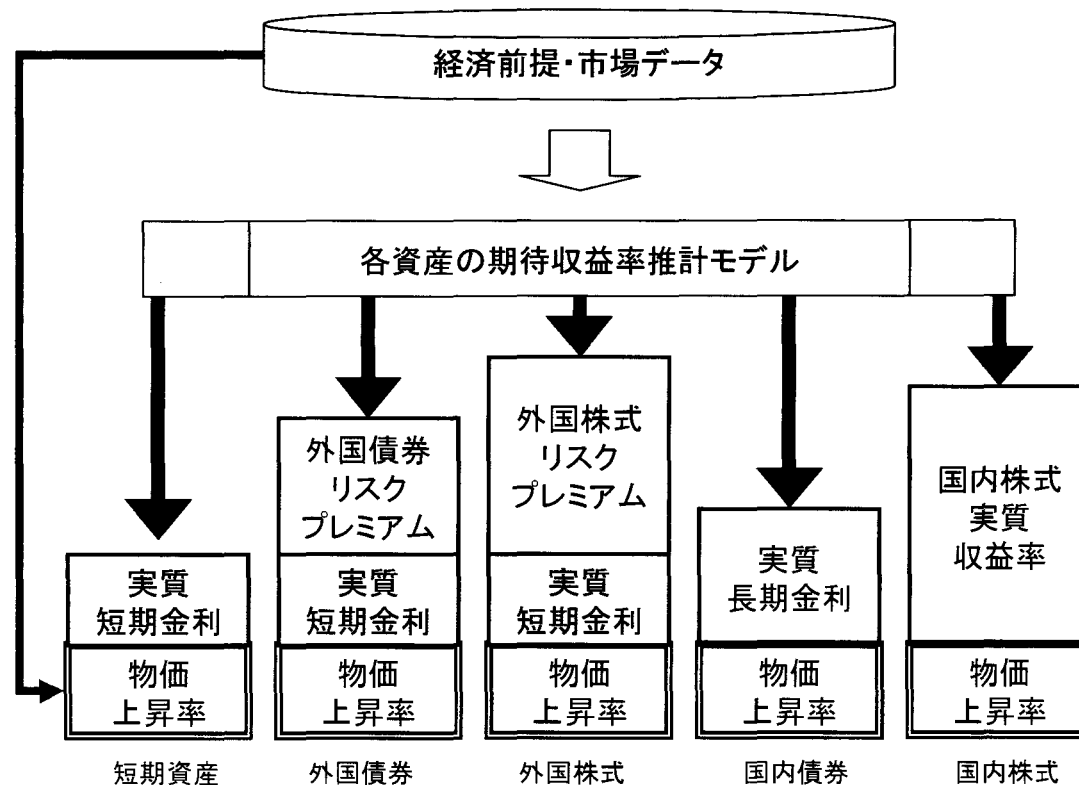 経済前提・市場データ
各資産の期待収益率推計モデル
実質
短期金利
物価
上昇率
短期資産
外国債券
リスク
プレミアム
実質
短期金利
物価
上昇率
外国債券
外国株式
リスク
プレミアム
実質
短期金利
物価
上昇率
外国株式
実質
長期金利
物価
上昇率
国内債券
国内株式
実質
収益率
物価
上昇率
国内株式